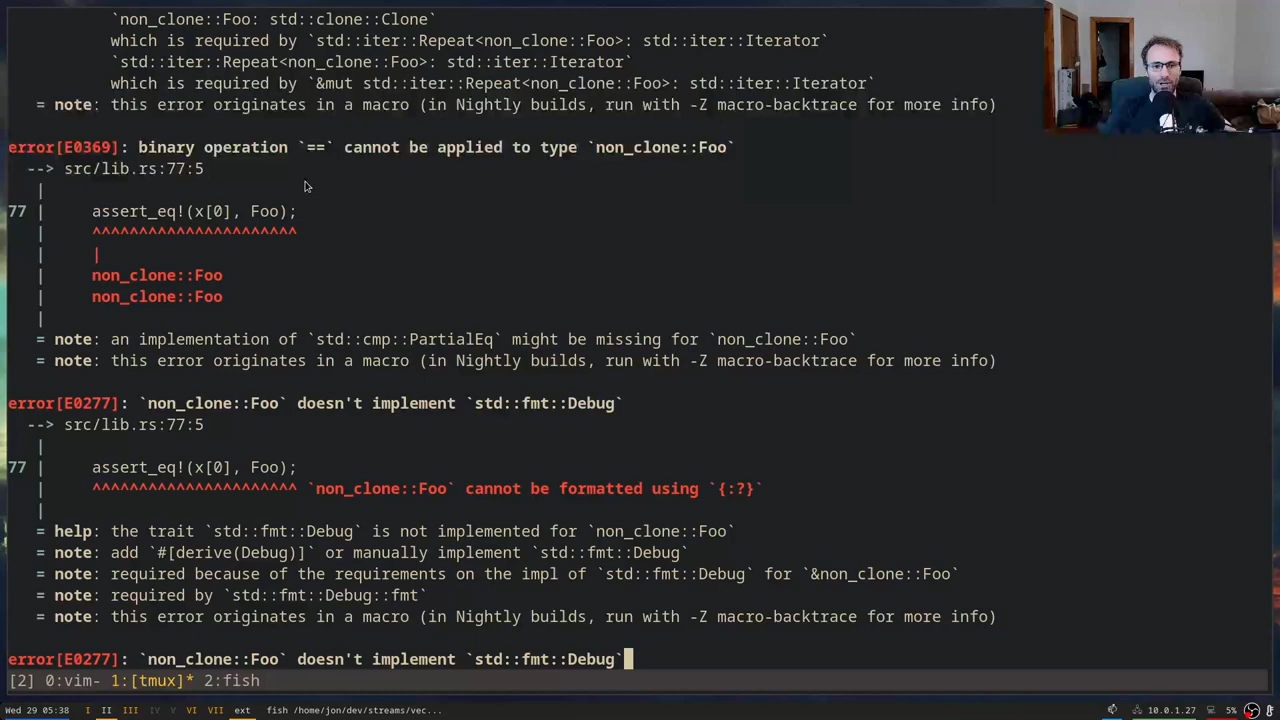 `non_clone::Foo: std::clone::Clone`
which is required by `std::iter::Repeat<non_clone::Foo>: std::iter::Iterator`
`std::iter::Repeat<non_clone::Foo>: std::iter::Iterator`
which is required by `&mut std::iter::Repeat<non_clone::Foo>: std::iter::Iterator`
= note: this error originates in a macro (in Nightly builds, run with -Z macro-backtrace for more info)
error[E0369]: binary operation `==` cannot be applied to type `non_clone::Foo`
--> src/lib.rs:77:5
|
77 | assert_eq!(x[0], Foo);
| ^^^^^^^^^^^^^^^^^^^^^^
| |
| non_clone::Foo
| non_clone::Foo
|
= note: an implementation of `std::cmp::PartialEq` might be missing for `non_clone::Foo`
= note: this error originates in a macro (in Nightly builds, run with -Z macro-backtrace for more info)
error[E0277]: `non_clone::Foo` doesn't implement `std::fmt::Debug`
--> src/lib.rs:77:5
|
77 | assert_eq!(x[0], Foo);
| ^^^^^^^^^^^^^^^^^^^^^^ `non_clone::Foo` cannot be formatted using `{:?}`
|
= help: the trait `std::fmt::Debug` is not implemented for `non_clone::Foo`
= note: add `#[derive(Debug)]` or manually implement `std::fmt::Debug`
= note: required because of the requirements on the impl of `std::fmt::Debug` for `&non_clone::Foo`
= note: required by `std::fmt::Debug::fmt`
= note: this error originates in a macro (in Nightly builds, run with -Z macro-backtrace for more info)
error[E0277]: `non_clone::Foo` doesn't implement `std::fmt::Debug`
[2] 0:vim- 1:[tmux]* 2:fish
Wed 29 05:38 I II III IV V VI VII ext fish /home/jon/dev/streams/vec... 10.0.1.27 5%